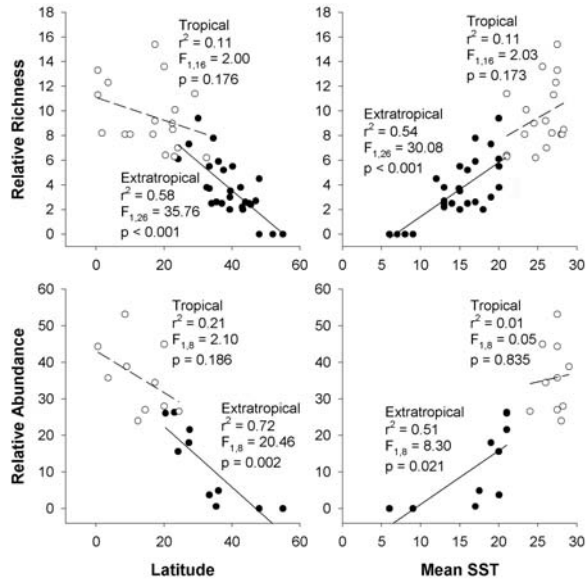 Tropical
r² = 0.11
F1,16 = 2.00
p = 0.176
Extratropical
r² = 0.58
F1,26 = 35.76
p < 0.001
Relative Richness
18
16
14
12
10
8
6
4
2
0
0 20 40 60 80
Tropical
r² = 0.11
F1,16 = 2.03
p = 0.173
Extratropical
r² = 0.54
F1,26 = 30.08
p < 0.001
0 5 10 15 20 25 30
Tropical
r² = 0.21
F1,8 = 2.10
p = 0.186
Extratropical
r² = 0.72
F1,8 = 20.46
p = 0.002
Relative Abundance
60
50
40
30
20
10
0
0 20 40 60 80
Latitude
Tropical
r² = 0.01
F1,8 = 0.05
p = 0.835
Extratropical
r² = 0.51
F1,8 = 8.30
p = 0.021
0 5 10 15 20 25 30
Mean SST